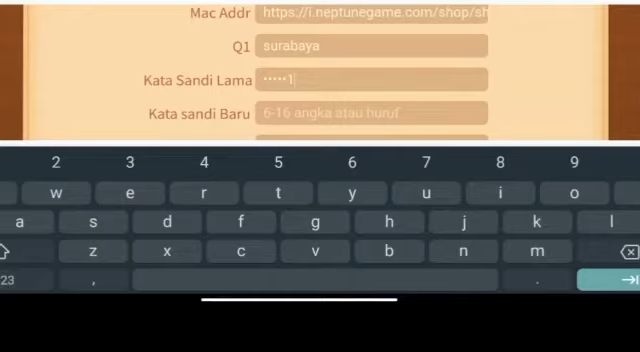 Mac Addr https://i.neptunegame.com/shop/sh
Q1 surabaya
Kata Sandi Lama •••••1
Kata sandi Baru 6-16 angka atau huruf
2 3 4 5 6 7 8 9
w e r t y u i o
a s d f g h j k l
z x c v b n m
23 , .